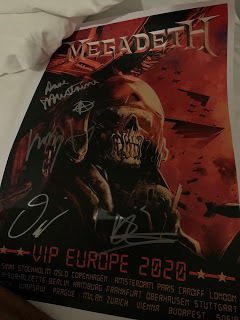 MEGADETH
Dave
Mustaine
VIP EUROPE 2020
STOCKHOLM OSLO COPENHAGEN AMSTERDAM PARIS CARDIFF LONDON
BERLIN HAMBURG FRANKFURT OBERHAUSEN STUTTGART
WARSAW PRAGUE MILAN ZURICH VIENNA BUDAPEST